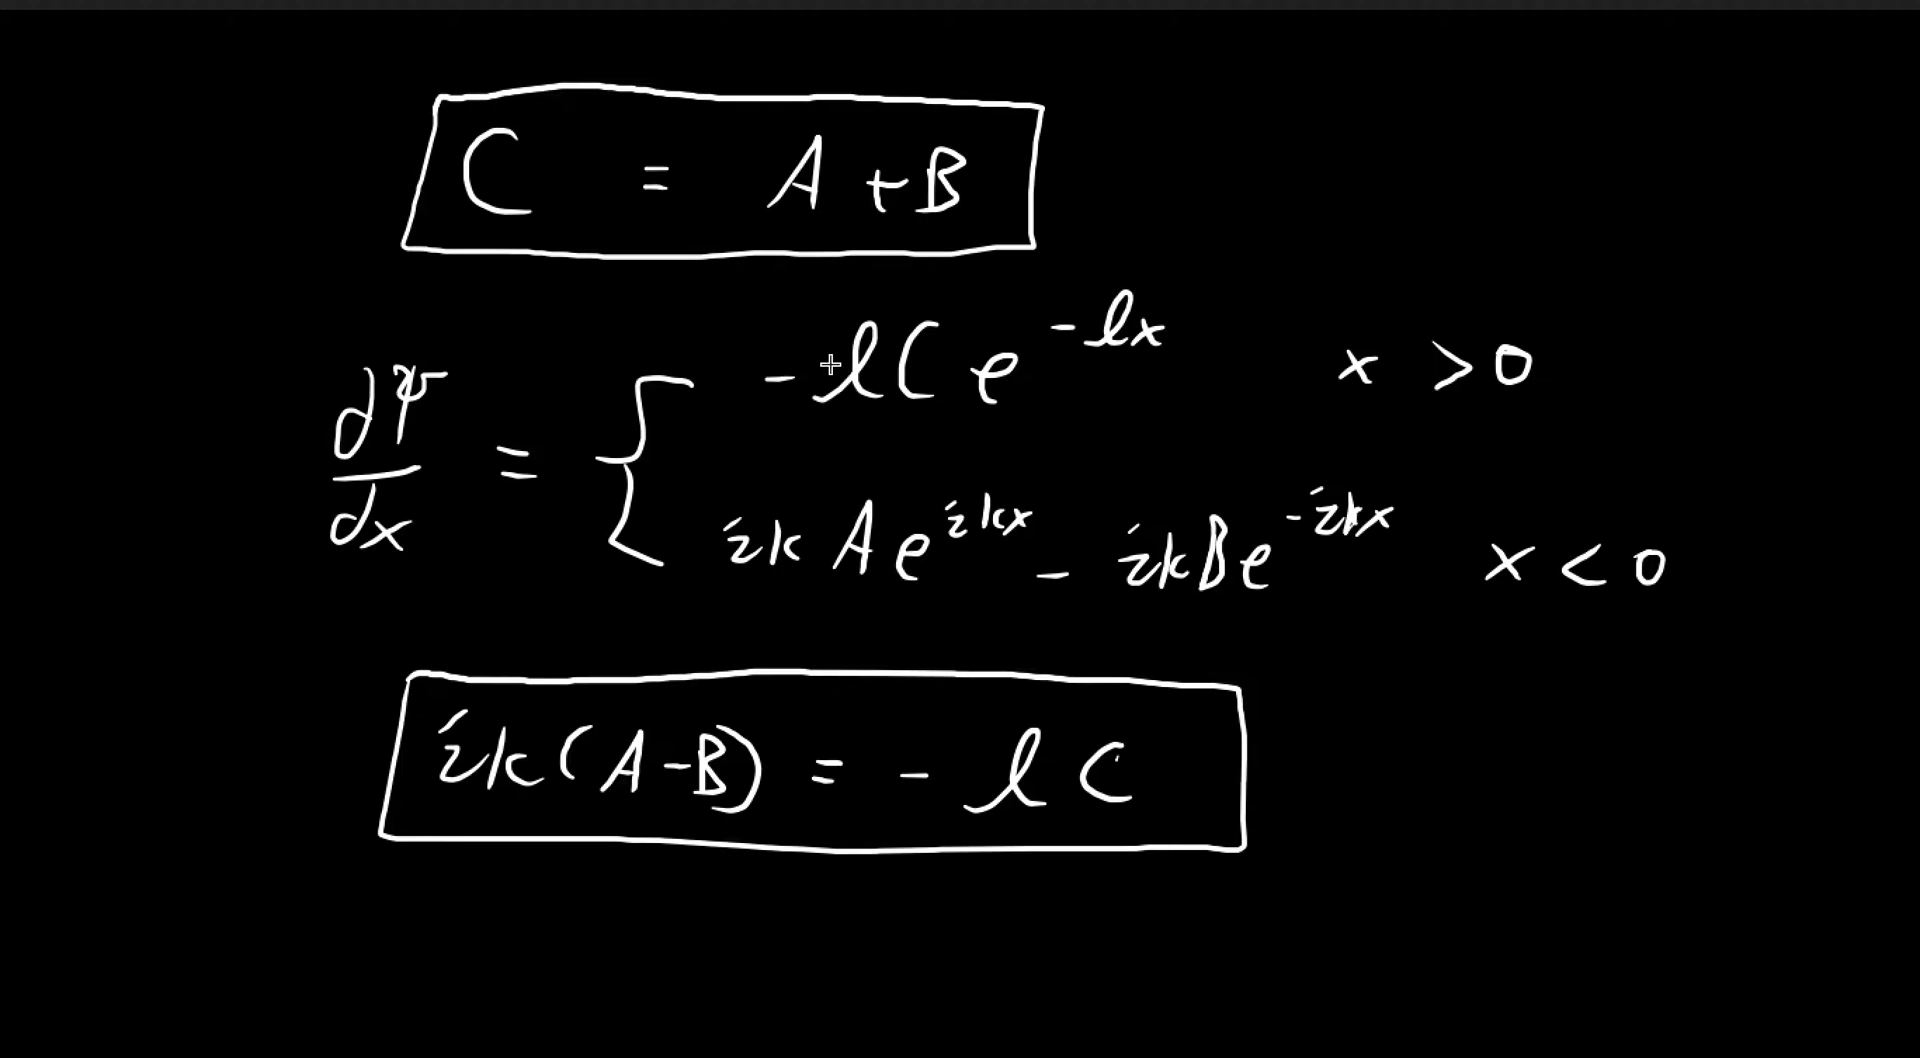 C = A + B
dψ/dx = { -lCe^{-lx} x > 0
ikAe^{ikx} - ikBe^{-ikx} x < 0
ik(A-B) = -lC